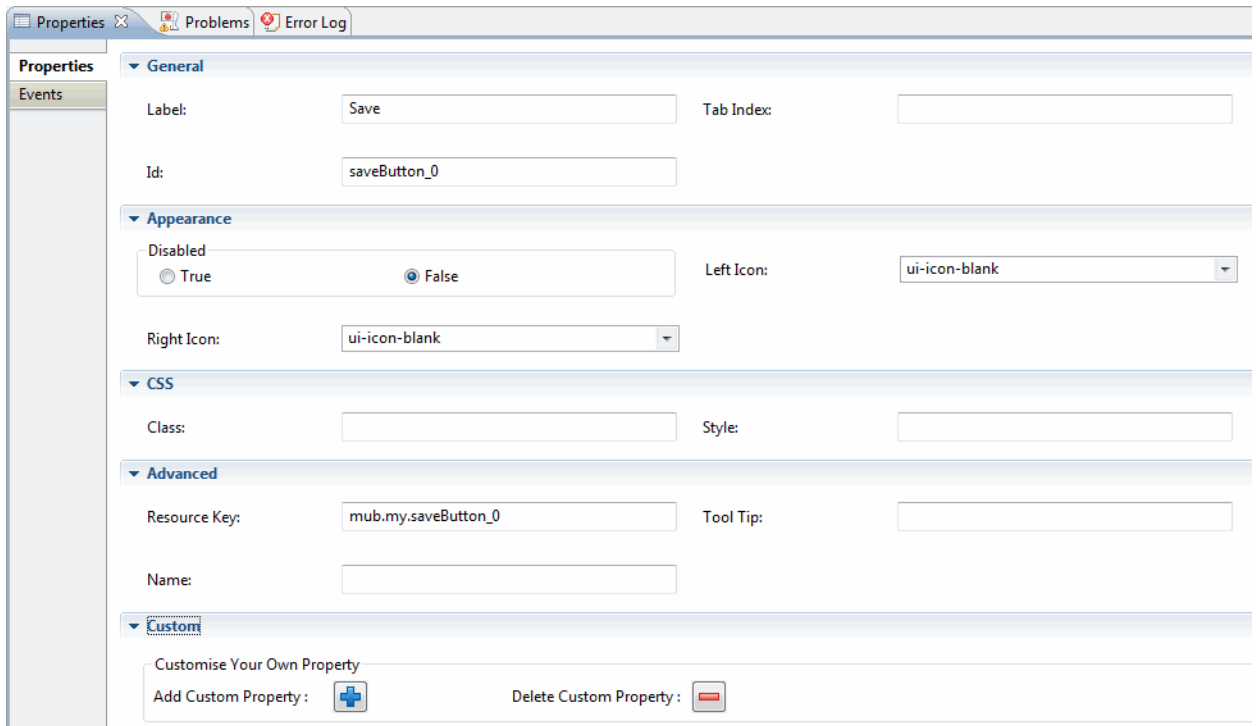 Properties Problems Error Log
Properties
Events
General
Label: Save Tab Index:
Id: saveButton_0
Appearance
Disabled
True False Left Icon: ui-icon-blank
Right Icon: ui-icon-blank
CSS
Class: Style:
Advanced
Resource Key: mub.my.saveButton_0 Tool Tip:
Name:
Custom
Customise Your Own Property
Add Custom Property : Delete Custom Property :